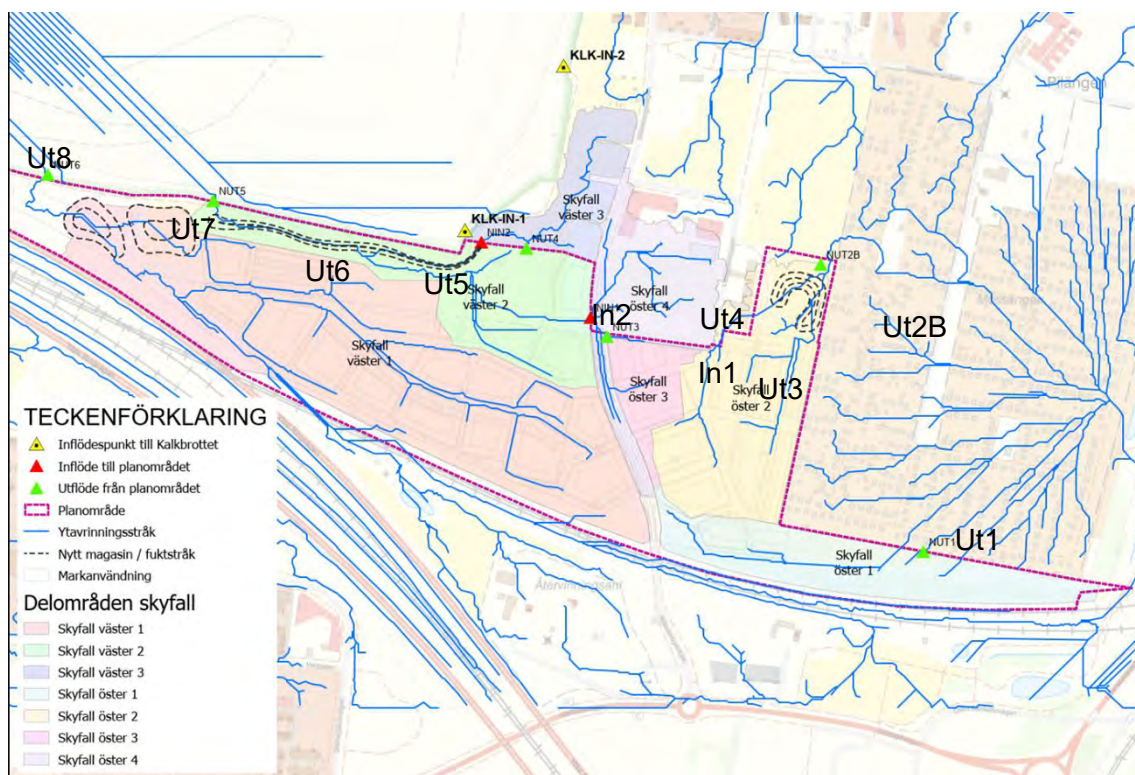 KLK-IN-2
Pilängen
Ut8
NUT6
NUT5
Ut7
KLK-IN-1
NIN2
NUT4
Skyfall
väster 3
NUT2B
Ut6
Ut5
Skyfall
väster 2
Skyfall
öster 4
NIN1
In2
NUT3
Ut4
Ut2B
Skyfall
väster 1
In1
Ut3
Skyfall
öster 3
Skyfall
öster 2
NUT1
Ut1
Skyfall
öster 1
TECKENFÖRKLARING
Inflödespunkt till Kalkbrottet
Inflöde till planområdet
Utflöde från planområdet
Planområde
Ytavrinningsstråk
Nytt magasin / fuktstråk
Markanvändning
Delområden skyfall
Skyfall väster 1
Skyfall väster 2
Skyfall väster 3
Skyfall öster 1
Skyfall öster 2
Skyfall öster 3
Skyfall öster 4